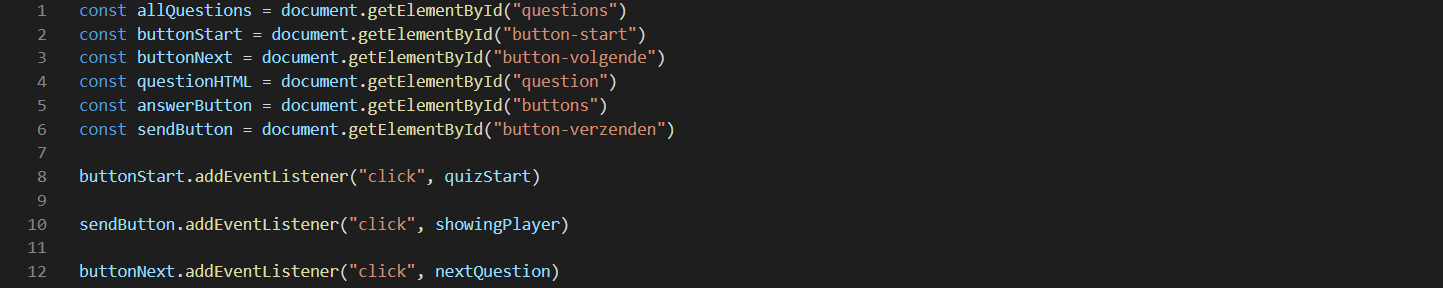 1 const allQuestions = document.getElementById("questions")
2 const buttonStart = document.getElementById("button-start")
3 const buttonNext = document.getElementById("button-volgende")
4 const questionHTML = document.getElementById("question")
5 const answerButton = document.getElementById("buttons")
6 const sendButton = document.getElementById("button-verzenden")
7
8 buttonStart.addEventListener("click", quizStart)
9
10 sendButton.addEventListener("click", showingPlayer)
11
12 buttonNext.addEventListener("click", nextQuestion)